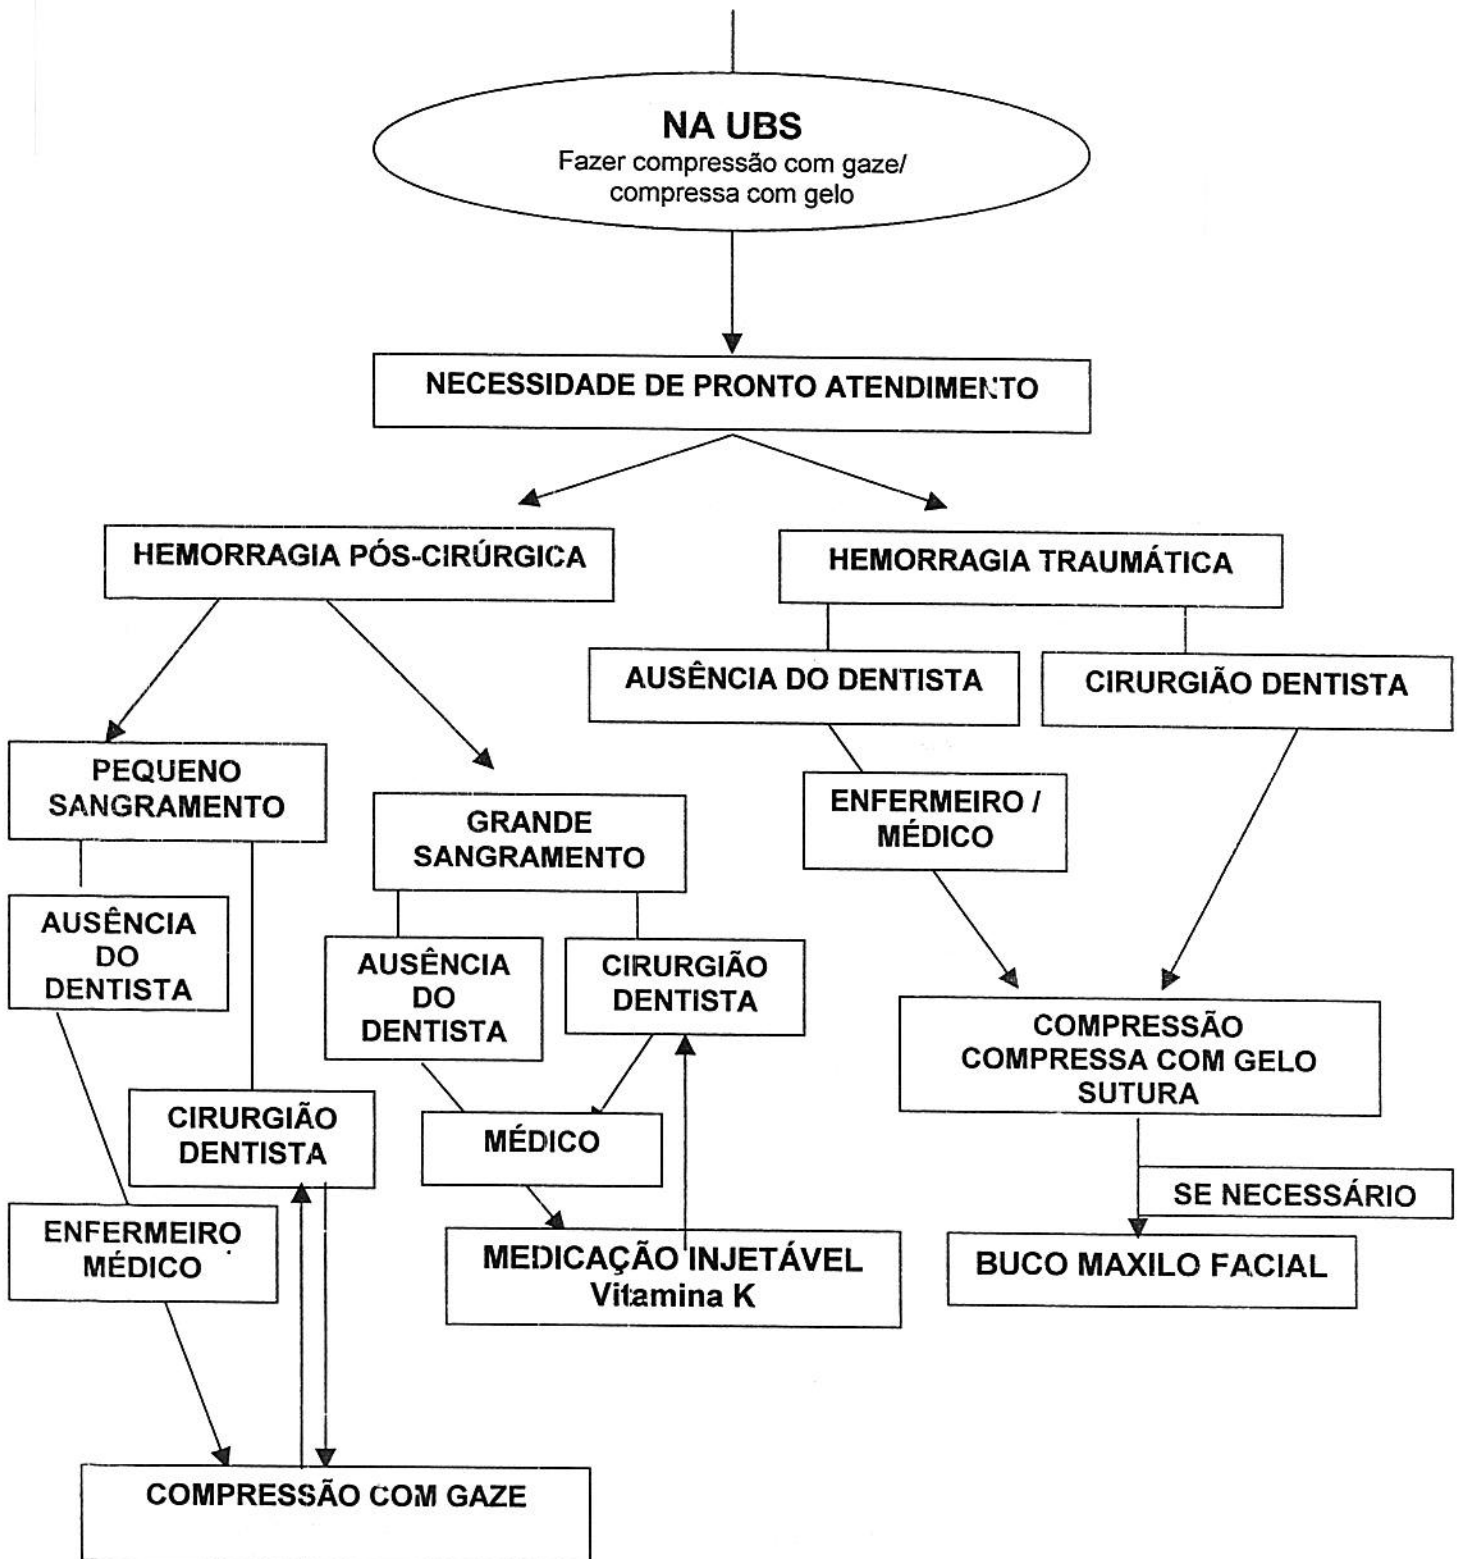 NA UBS
Fazer compressão com gaze/
compressa com gelo
NECESSIDADE DE PRONTO ATENDIMENTO
HEMORRAGIA PÓS-CIRÚRGICA
HEMORRAGIA TRAUMÁTICA
AUSÊNCIA DO DENTISTA
CIRURGIÃO DENTISTA
PEQUENO
SANGRAMENTO
GRANDE
SANGRAMENTO
ENFERMEIRO /
MÉDICO
AUSÊNCIA
DO
DENTISTA
AUSÊNCIA
DO
DENTISTA
CIRURGIÃO
DENTISTA
COMPRESSÃO
COMPRESSA COM GELO
SUTURA
CIRURGIÃO
DENTISTA
MÉDICO
SE NECESSÁRIO
ENFERMEIRO
MÉDICO
MEDICAÇÃO INJETÁVEL
Vitamina K
BUCO MAXILO FACIAL
COMPRESSÃO COM GAZE